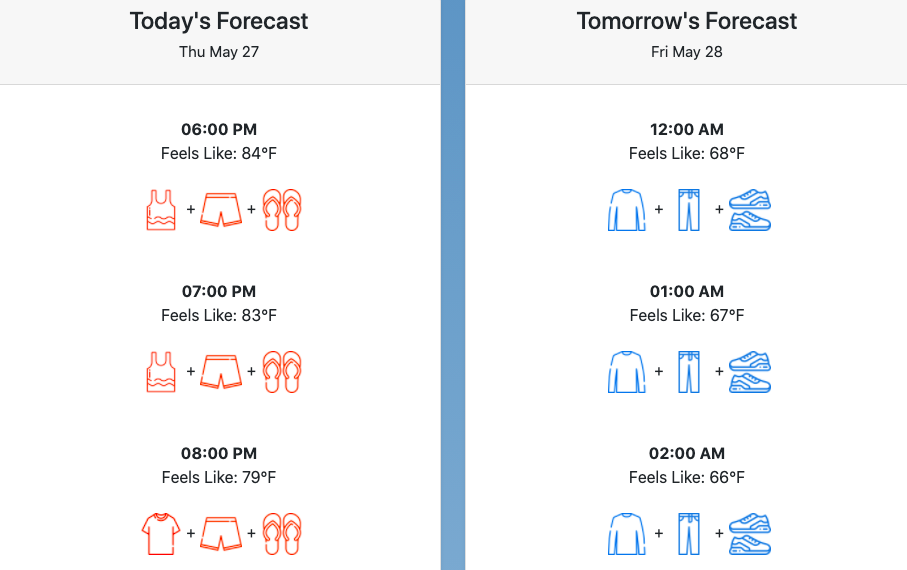 Today's Forecast
Thu May 27
06:00 PM
Feels Like: 84°F
+ +
07:00 PM
Feels Like: 83°F
+ +
08:00 PM
Feels Like: 79°F
+ +
Tomorrow's Forecast
Fri May 28
12:00 AM
Feels Like: 68°F
+ +
01:00 AM
Feels Like: 67°F
+ +
02:00 AM
Feels Like: 66°F
+ +